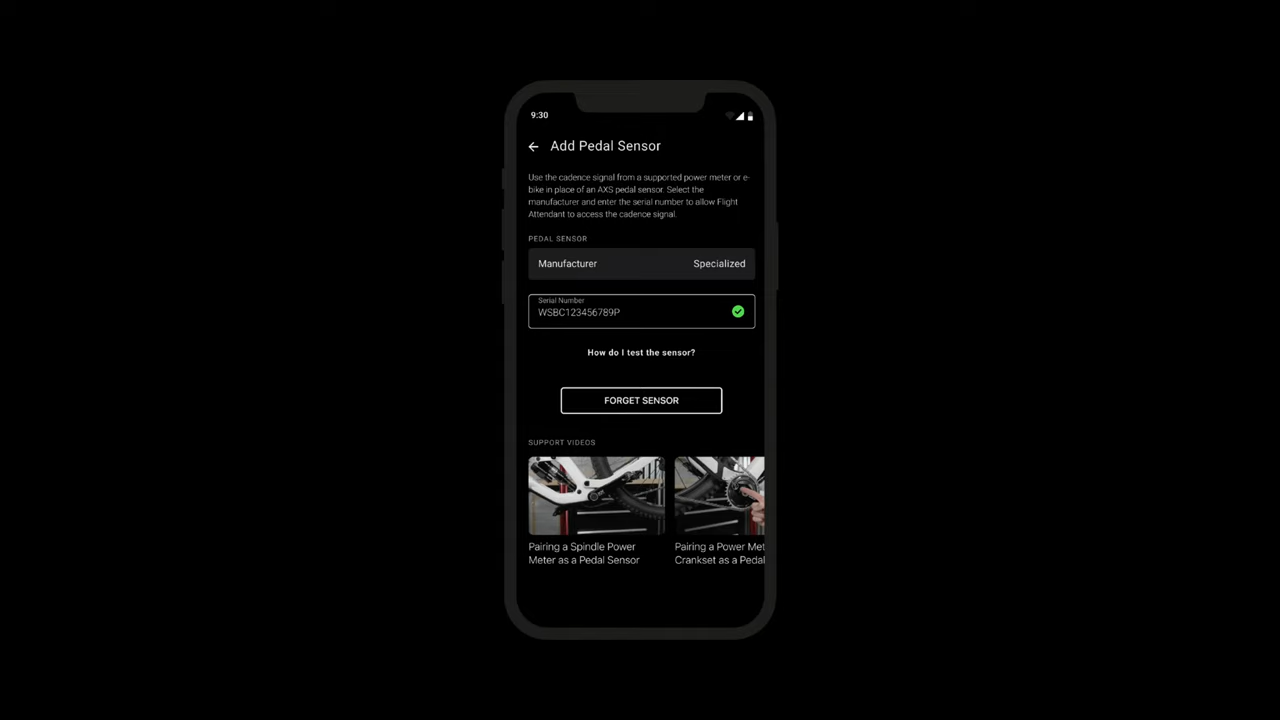 9:30
Add Pedal Sensor
Use the cadence signal from a supported power meter or e-
bike in place of an AXS pedal sensor. Select the
manufacturer and enter the serial number to allow Flight
Attendant to access the cadence signal.
PEDAL SENSOR
Manufacturer Specialized
Serial Number
WSBC123456789P
How do I test the sensor?
FORGET SENSOR
SUPPORT VIDEOS
Pairing a Spindle Power
Meter as a Pedal Sensor
Pairing a Power Met
Crankset as a Pedal